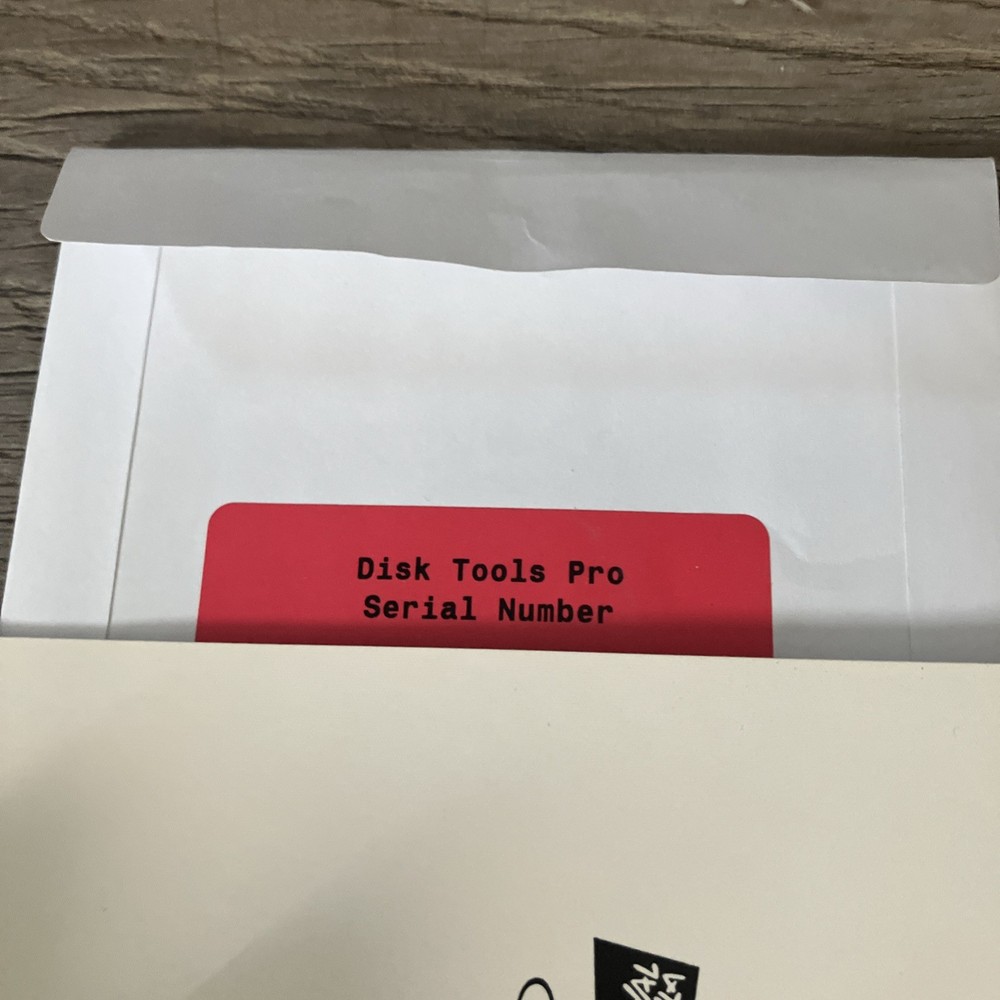 Disk Tools Pro
Serial Number